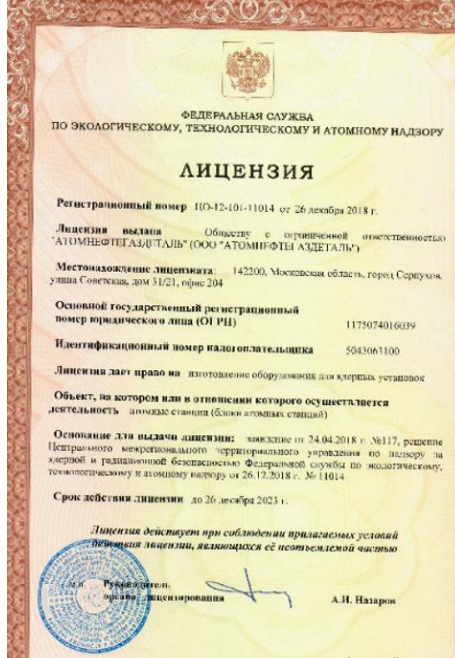 ФЕДЕРАЛЬНАЯ СЛУЖБА
ПО ЭКОЛОГИЧЕСКОМУ, ТЕХНОЛОГИЧЕСКОМУ И АТОМНОМУ НАДЗОРУ
ЛИЦЕНЗИЯ
Регистрационный номер ЦО-12-101-11014 от 26 декабря 2018 г.
Лицензия выдана Обществу с ограниченной ответственностью
"АТОМНЕФТЕГАЗДЕТАЛЬ" (ООО "АТОМНЕФТЕГАЗДЕТАЛЬ")
Местонахождение лицензиата: 142200, Московская область, город Серпухов,
улица Советская, дом 31/21, офис 204
Основной государственный регистрационный
номер юридического лица (ОГРН) 1175074016039
Идентификационный номер налогоплательщика 5043063100
Лицензия дает право на изготовление оборудования для ядерных установок
Объект, на котором или в отношении которого осуществляется
деятельность атомные станции (блоки атомных станций)
Основание для выдачи лицензии: заявление от 24.04.2018 г. №117, решение
Центрального межрегионального территориального управления по надзору за
ядерной и радиационной безопасностью Федеральной службы по экологическому,
технологическому и атомному надзору от 26.12.2018 г. № 11014
Срок действия лицензии до 26 декабря 2023 г.
Лицензия действует при соблюдении прилагаемых условий
действия лицензии, являющихся её неотъемлемой частью
М.П. Руководитель
органа лицензирования А.И. Назаров